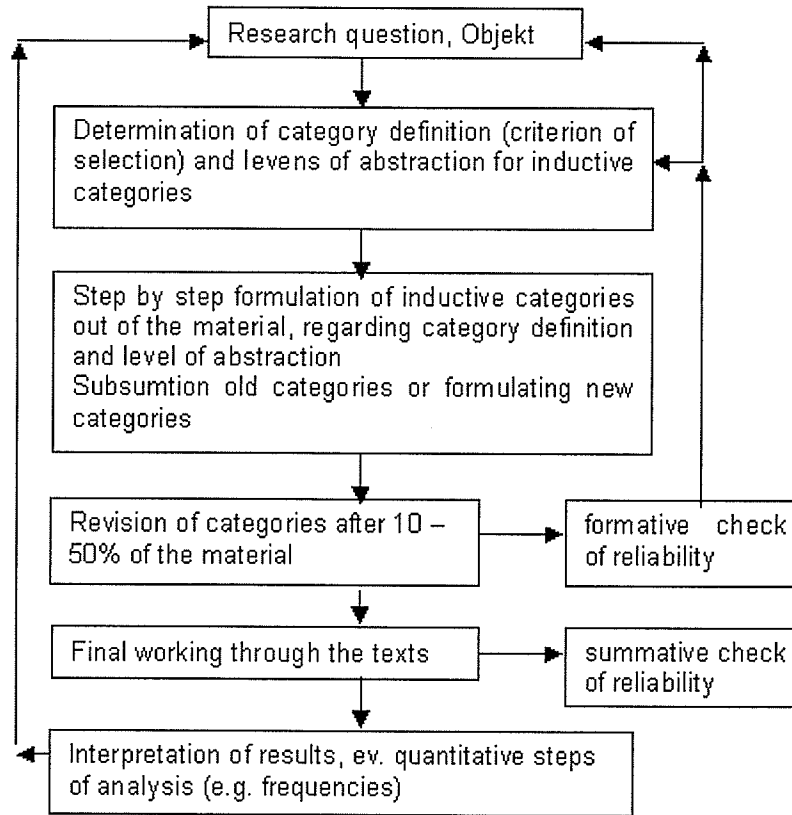 Research question, Objekt
Determination of category definition (criterion of
selection) and levens of abstraction for inductive
categories
Step by step formulation of inductive categories
out of the material, regarding category definition
and level of abstraction
Subsumtion old categories or formulating new
categories
Revision of categories after 10 –
50% of the material
formative check
of reliability
Final working through the texts
summative check
of reliability
Interpretation of results, ev. quantitative steps
of analysis (e.g. frequencies)